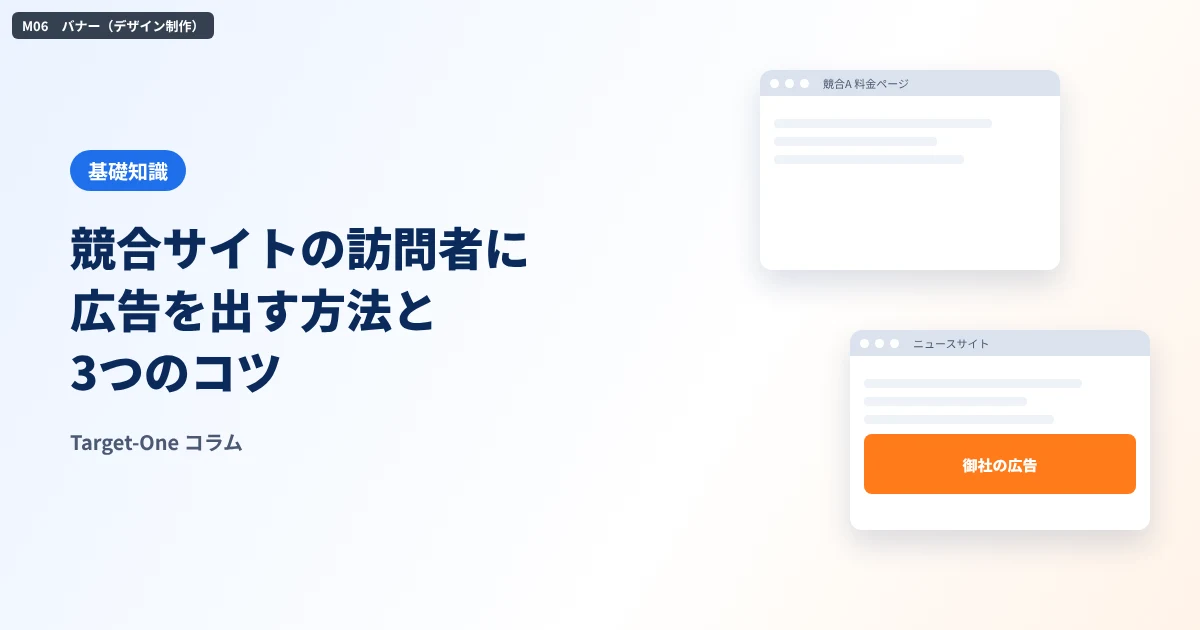 M06 バナー（デザイン制作）
基礎知識
競合サイトの訪問者に
広告を出す方法と
3つのコツ
Target-One コラム
競合A 料金ページ
ニュースサイト
御社の広告